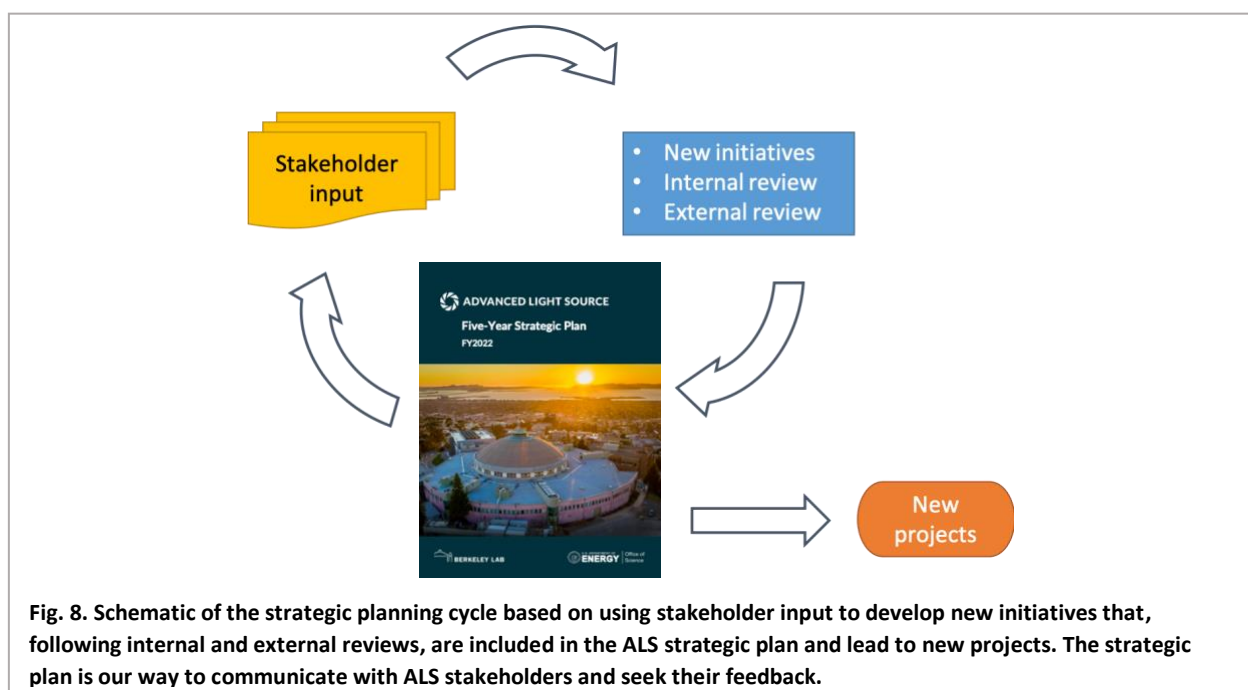 Stakeholder
input
• New initiatives
• Internal review
• External review
ADVANCED LIGHT SOURCE
Five-Year Strategic Plan
FY2022
BERKELEY LAB
U.S. DEPARTMENT OF
ENERGY
Office of
Science
New
projects
Fig. 8. Schematic of the strategic planning cycle based on using stakeholder input to develop new initiatives that,
following internal and external reviews, are included in the ALS strategic plan and lead to new projects. The strategic
plan is our way to communicate with ALS stakeholders and seek their feedback.